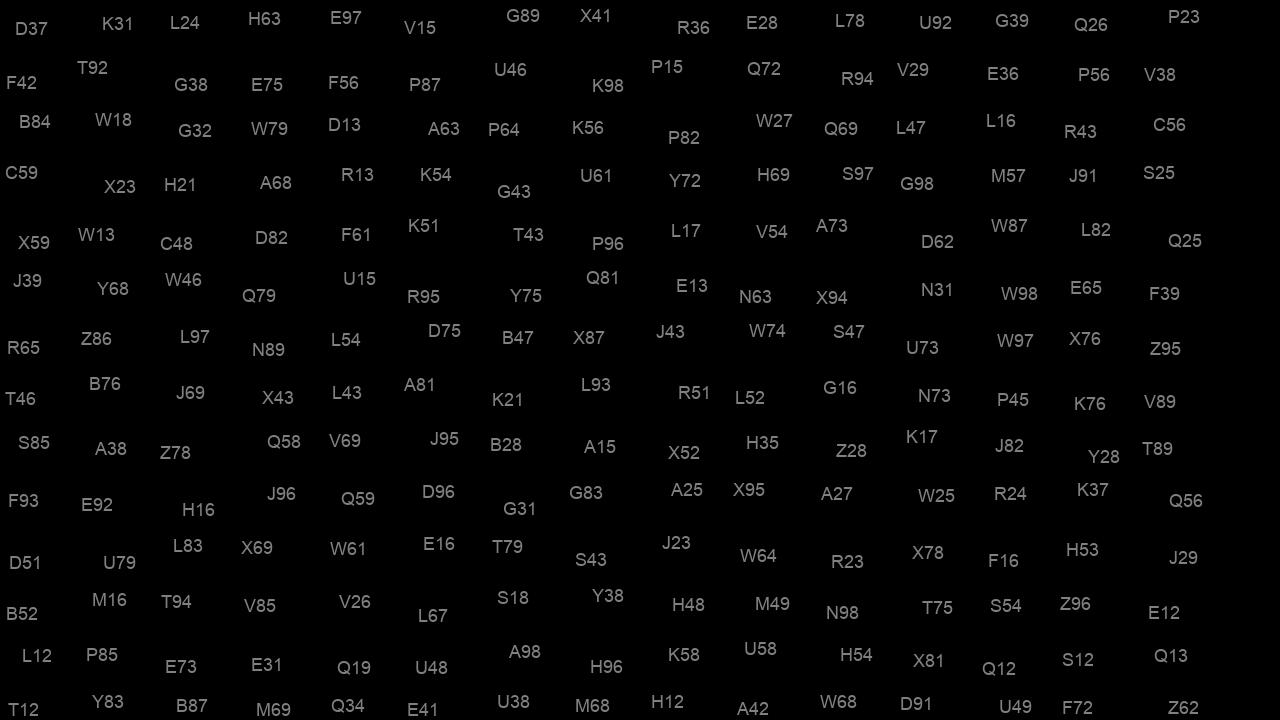 D37 K31 L24 H63 E97 V15 G89 X41 R36 E28 L78 U92 G39 Q26 P23
F42 T92 G38 E75 F56 P87 U46 K98 P15 Q72 R94 V29 E36 P56 V38
B84 W18 G32 W79 D13 A63 P64 K56 P82 W27 Q69 L47 L16 R43 C56
C59 X23 H21 A68 R13 K54 G43 U61 Y72 H69 S97 G98 M57 J91 S25
X59 W13 C48 D82 F61 K51 T43 P96 L17 V54 A73 D62 W87 L82 Q25
J39 Y68 W46 Q79 U15 R95 Y75 Q81 E13 N63 X94 N31 W98 E65 F39
R65 Z86 L97 N89 L54 D75 B47 X87 J43 W74 S47 U73 W97 X76 Z95
T46 B76 J69 X43 L43 A81 K21 L93 R51 L52 G16 N73 P45 K76 V89
S85 A38 Z78 Q58 V69 J95 B28 A15 X52 H35 Z28 K17 J82 Y28 T89
F93 E92 H16 J96 Q59 D96 G31 G83 A25 X95 A27 W25 R24 K37 Q56
D51 U79 L83 X69 W61 E16 T79 S43 J23 W64 R23 X78 F16 H53 J29
B52 M16 T94 V85 V26 L67 S18 Y38 H48 M49 N98 T75 S54 Z96 E12
L12 P85 E73 E31 Q19 U48 A98 H96 K58 U58 H54 X81 Q12 S12 Q13
T12 Y83 B87 M69 Q34 E41 U38 M68 H12 A42 W68 D91 U49 F72 Z62